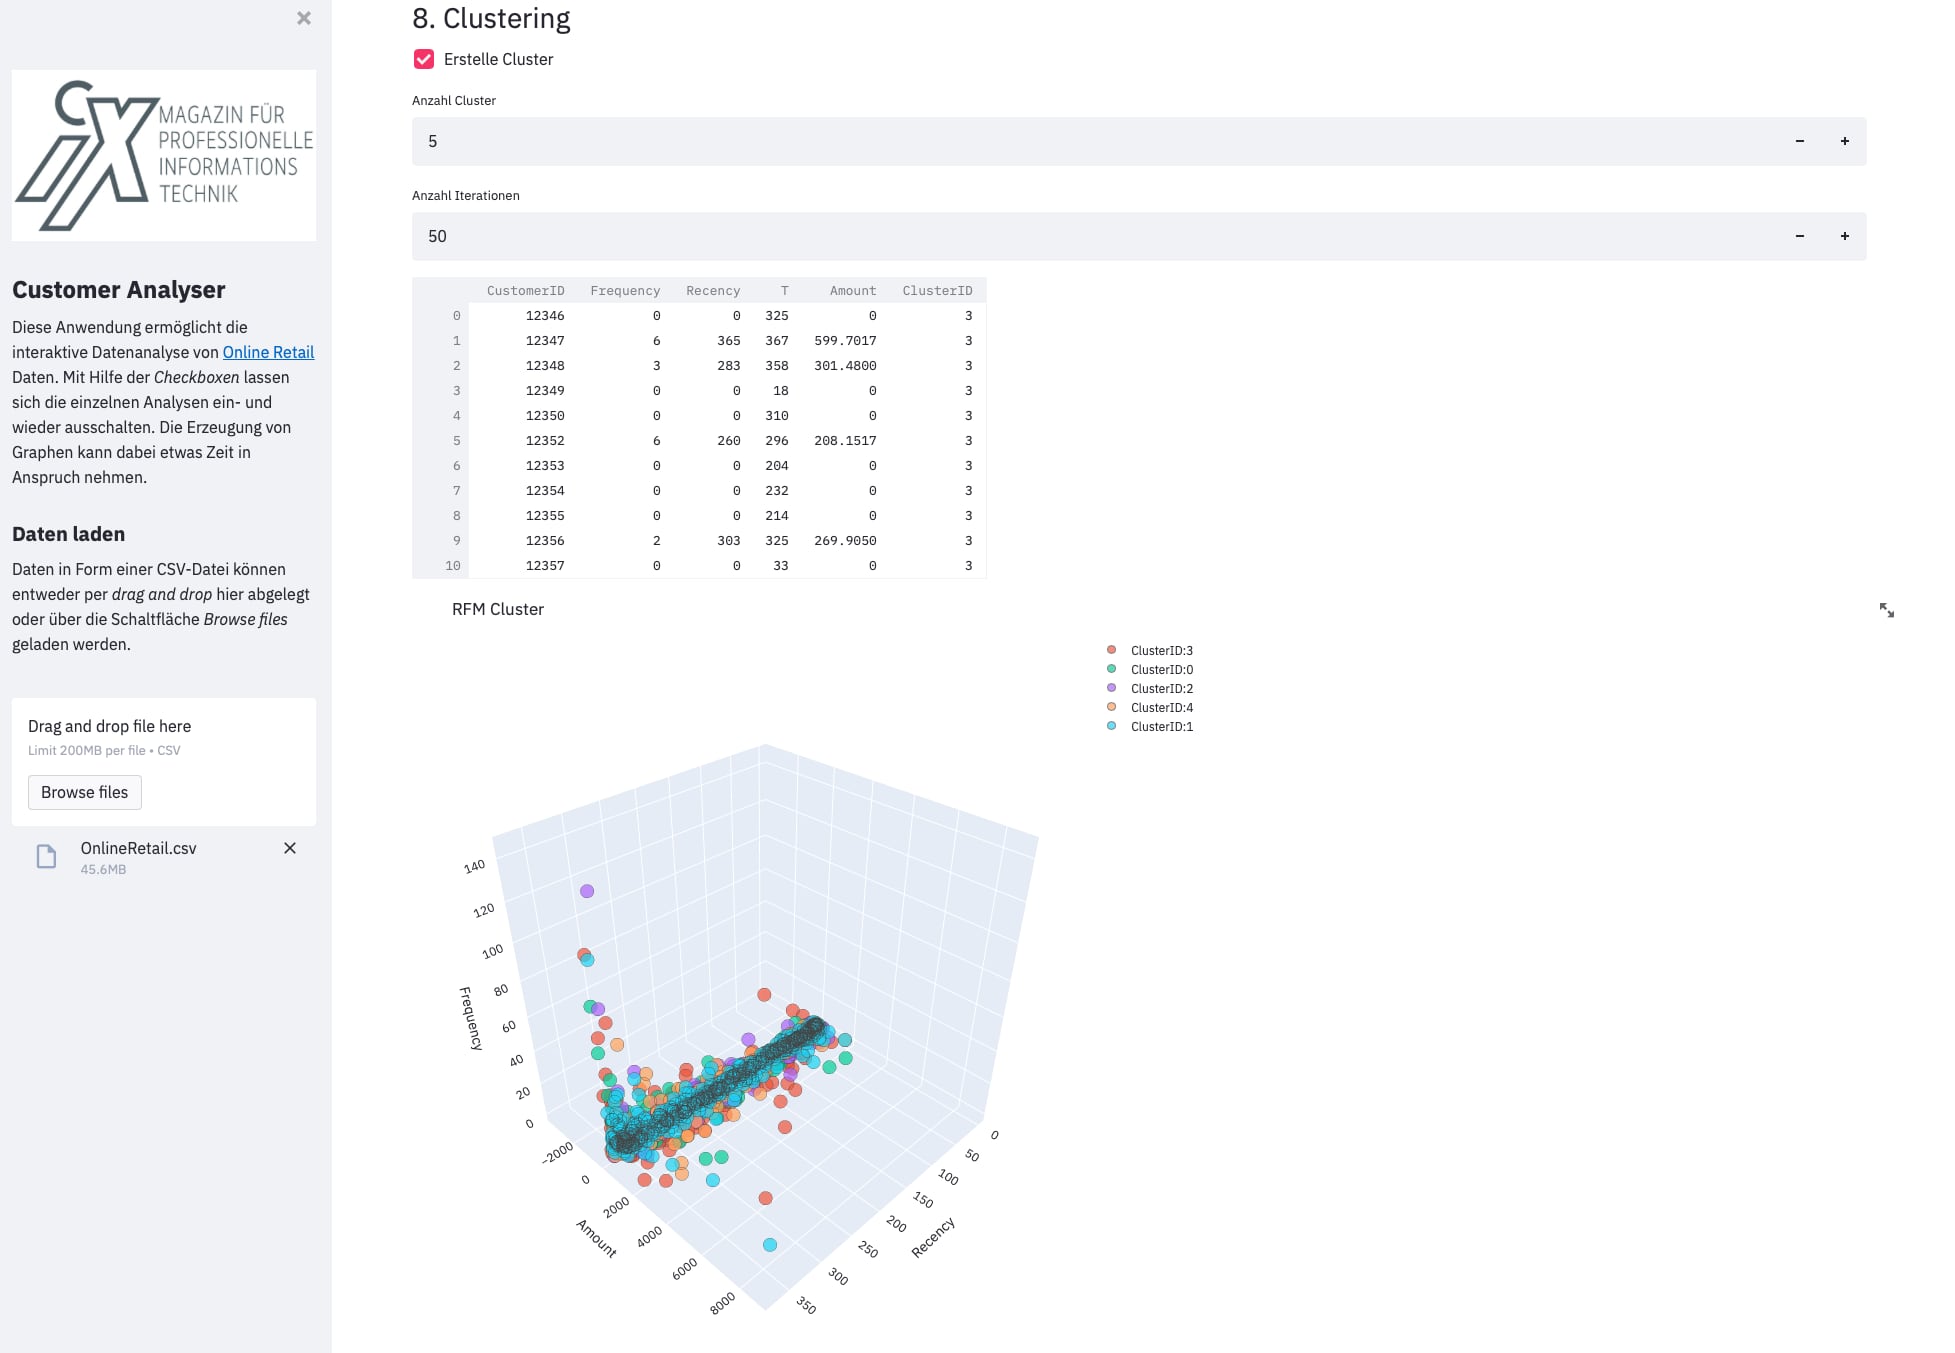 ×
iX
MAGAZIN FÜR
PROFESSIONELLE
INFORMATIONS
TECHNIK
Customer Analyser
Diese Anwendung ermöglicht die
interaktive Datenanalyse von Online Retail
Daten. Mit Hilfe der Checkboxen lassen
sich die einzelnen Analysen ein- und
wieder ausschalten. Die Erzeugung von
Graphen kann dabei etwas Zeit in
Anspruch nehmen.
Daten laden
Daten in Form einer CSV-Datei können
entweder per drag and drop hier abgelegt
oder über die Schaltfläche Browse files
geladen werden.
Drag and drop file here
Limit 200MB per file • CSV
Browse files
OnlineRetail.csv ×
45.6MB
8. Clustering
Erstelle Cluster
Anzahl Cluster
5 − +
Anzahl Iterationen
50 − +
CustomerID Frequency Recency T Amount ClusterID
0 12346 0 0 325 0 3
1 12347 6 365 367 599.7017 3
2 12348 3 283 358 301.4800 3
3 12349 0 0 18 0 3
4 12350 0 0 310 0 3
5 12352 6 260 296 208.1517 3
6 12353 0 0 204 0 3
7 12354 0 0 232 0 3
8 12355 0 0 214 0 3
9 12356 2 303 325 269.9050 3
10 12357 0 0 33 0 3
RFM Cluster
ClusterID:3
ClusterID:0
ClusterID:2
ClusterID:4
ClusterID:1
140
120
100
80
60
40
20
0
Frequency
−2000
0
2000
4000
6000
8000
Amount
0
50
100
150
200
250
300
350
Recency